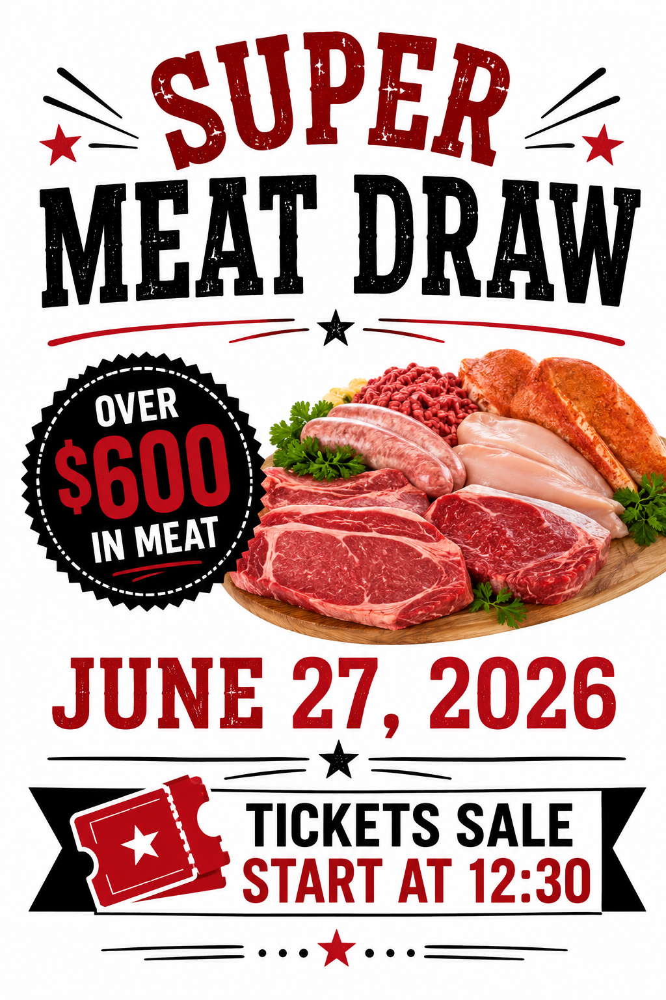 SUPER
MEAT DRAW
OVER
$600
IN MEAT
JUNE 27, 2026
TICKETS SALE
START AT 12:30